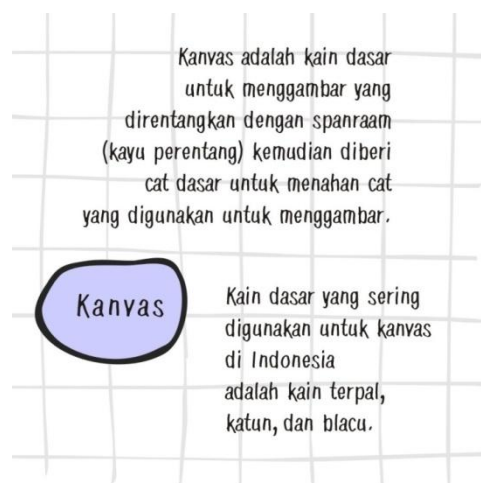 Kanvas adalah kain dasar
untuk menggambar yang
direntangkan dengan spanraam
(kayu perentang) kemudian diberi
cat dasar untuk menahan cat
yang digunakan untuk menggambar.
Kanvas
Kain dasar yang sering
digunakan untuk kanvas
di Indonesia
adalah kain terpal,
katun, dan blacu.